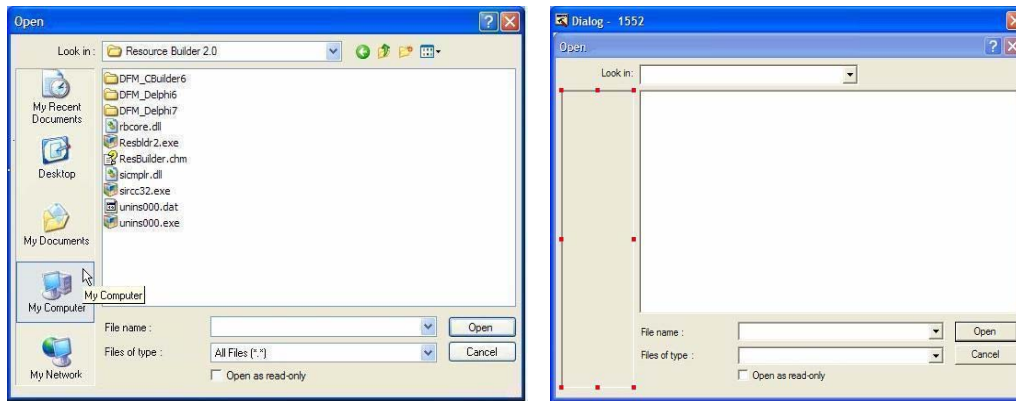 Open
Look in :
Resource Builder 2.0
My Recent
Documents
Desktop
My Documents
My Computer
My Network
DFM_CBuilder6
DFM_Delphi6
DFM_Delphi7
rbcore.dll
Resbldr2.exe
ResBuilder.chm
sicmplr.dll
sircc32.exe
unins000.dat
unins000.exe
My Computer
File name :
Open
Files of type :
All Files (*.*)
Cancel
Open as read-only
Dialog - 1552
Open
Look in:
File name :
Open
Files of type :
Cancel
Open as read-only